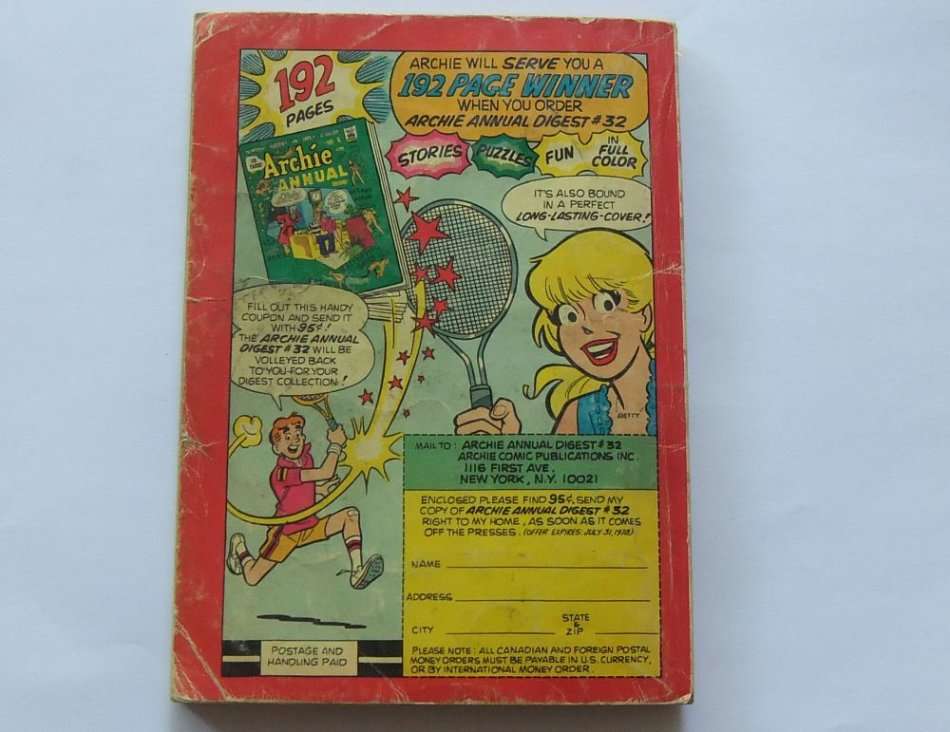 192
PAGES
ARCHIE WILL SERVE YOU A
192 PAGE WINNER
WHEN YOU ORDER
ARCHIE ANNUAL DIGEST #32
STORIES
PUZZLES
FUN
IN
FULL
COLOR
Archie
ANNUAL
IT'S ALSO BOUND
IN A PERFECT
LONG-LASTING-COVER!
FILL OUT THIS HANDY
COUPON AND SEND IT
WITH 95¢!
THE ARCHIE ANNUAL
DIGEST #32 WILL BE
VOLLEYED BACK
TO YOU-FOR YOUR
DIGEST COLLECTION!
BETTY
MAIL TO: ARCHIE ANNUAL DIGEST #32
ARCHIE COMIC PUBLICATIONS INC.
1116 FIRST AVE.
NEW YORK, N.Y. 10021
ENCLOSED PLEASE FIND 95¢. SEND MY
COPY OF ARCHIE ANNUAL DIGEST #32
RIGHT TO MY HOME, AS SOON AS IT COMES
OFF THE PRESSES. (OFFER EXPIRES: JULY 31, 1978)
NAME
ADDRESS
CITY
STATE
&
ZIP
POSTAGE AND
HANDLING PAID
PLEASE NOTE: ALL CANADIAN AND FOREIGN POSTAL
MONEY ORDERS MUST BE PAYABLE IN U.S. CURRENCY,
OR BY INTERNATIONAL MONEY ORDER.